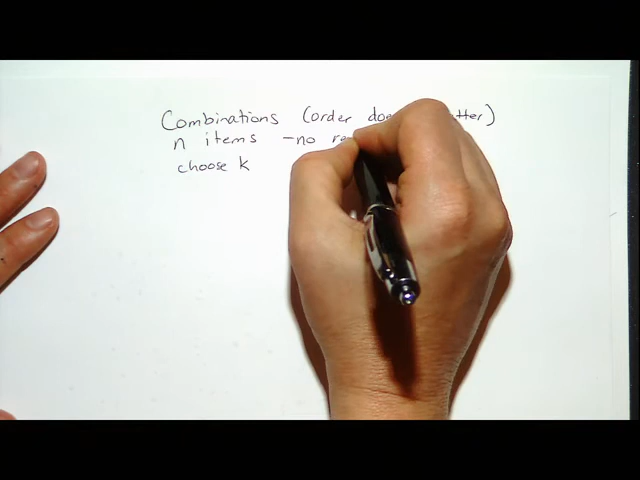 Combinations (order
n items - no
choose k